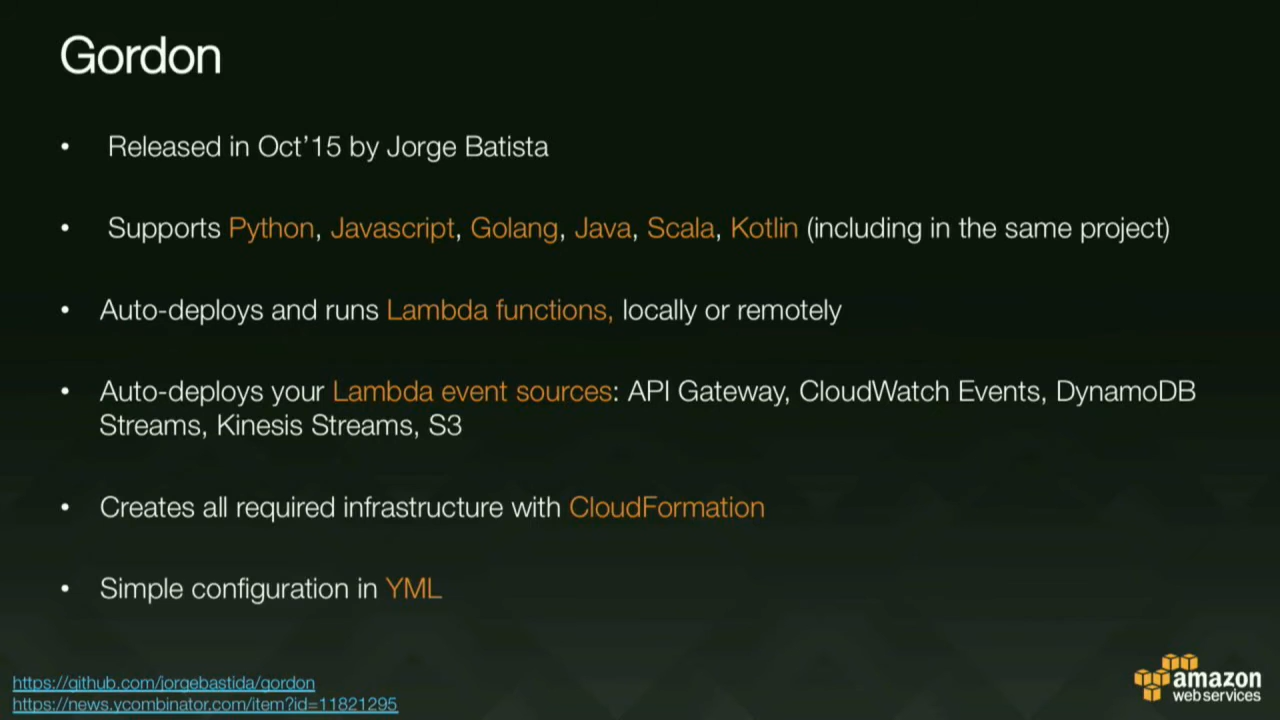 Gordon
• Released in Oct'15 by Jorge Batista
• Supports Python, Javascript, Golang, Java, Scala, Kotlin (including in the same project)
• Auto-deploys and runs Lambda functions, locally or remotely
• Auto-deploys your Lambda event sources: API Gateway, CloudWatch Events, DynamoDB
Streams, Kinesis Streams, S3
• Creates all required infrastructure with CloudFormation
• Simple configuration in YML
https://github.com/jorgebastida/gordon
https://news.ycombinator.com/item?id=11821295
amazon
web services